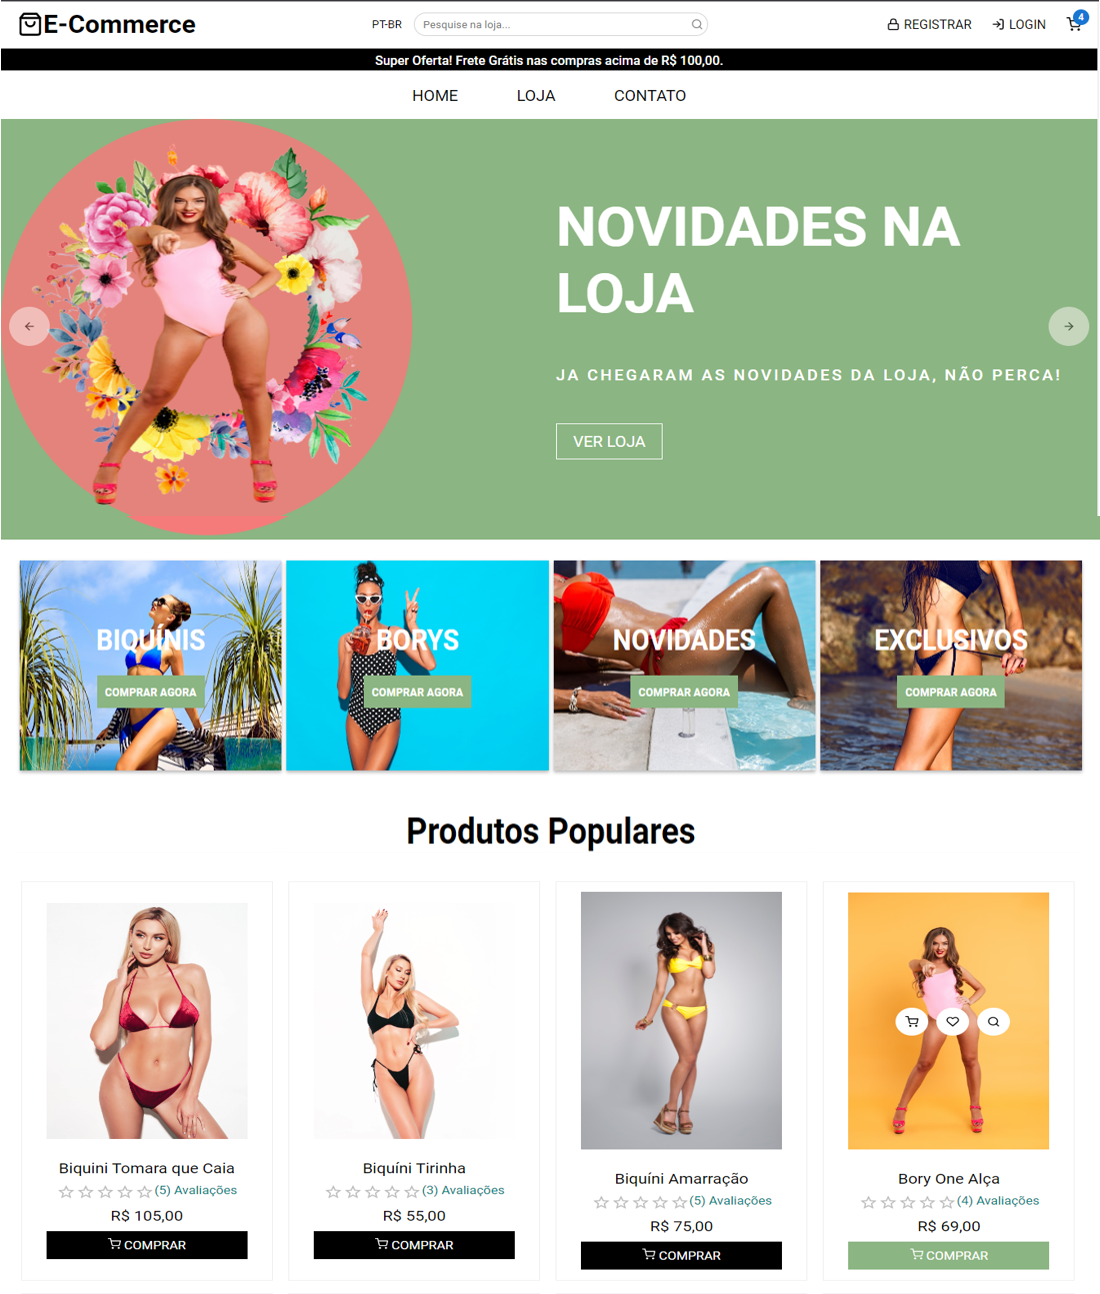 E-Commerce
PT-BR
Pesquise na loja...
REGISTRAR
LOGIN
4
Super Oferta! Frete Grátis nas compras acima de R$ 100,00.
HOME
LOJA
CONTATO
NOVIDADES NA
LOJA
JA CHEGARAM AS NOVIDADES DA LOJA, NÃO PERCA!
VER LOJA
BIQUÍNIS
COMPRAR AGORA
BORYS
COMPRAR AGORA
NOVIDADES
COMPRAR AGORA
EXCLUSIVOS
COMPRAR AGORA
Produtos Populares
Biquini Tomara que Caia
(5) Avaliações
R$ 105,00
COMPRAR
Biquíni Tirinha
(3) Avaliações
R$ 55,00
COMPRAR
Biquíni Amarração
(5) Avaliações
R$ 75,00
COMPRAR
Bory One Alça
(4) Avaliações
R$ 69,00
COMPRAR